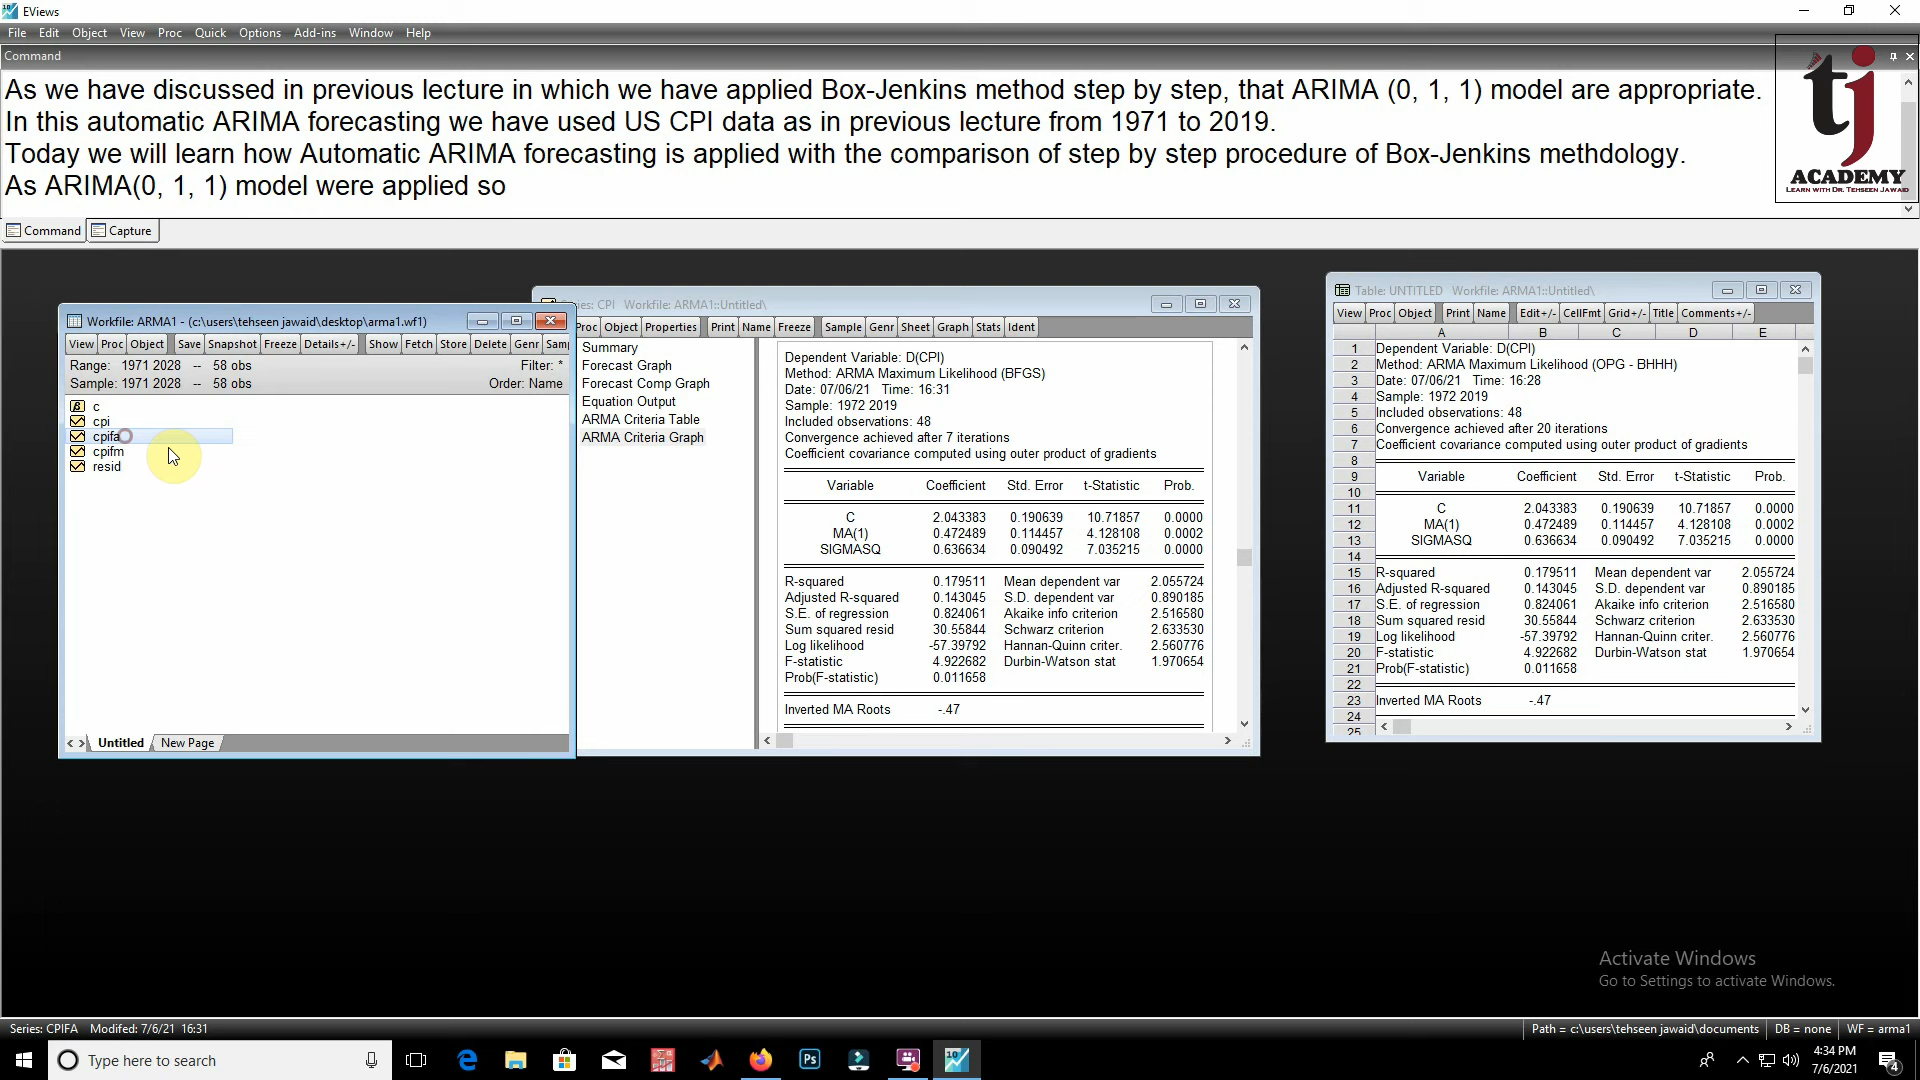 EViews
File Edit Object View Proc Quick Options Add-ins Window Help
Command
As we have discussed in previous lecture in which we have applied Box-Jenkins method step by step, that ARIMA (0, 1, 1) model are appropriate.
In this automatic ARIMA forecasting we have used US CPI data as in previous lecture from 1971 to 2019.
Today we will learn how Automatic ARIMA forecasting is applied with the comparison of step by step procedure of Box-Jenkins methdology.
As ARIMA(0, 1, 1) model were applied so
tj
ACADEMY
LEARN WITH DR. TEHSEEN JAWAID
Command Capture
Workfile: ARMA1 - (c:\users\tehseen jawaid\desktop\arma1.wf1)
View Proc Object Save Snapshot Freeze Details+/- Show Fetch Store Delete Genr Sam
Range: 1971 2028 -- 58 obs Filter: *
Sample: 1971 2028 -- 58 obs Order: Name
c
cpi
cpifa
cpifm
resid
Untitled New Page
CPI Workfile: ARMA1::Untitled\
Proc Object Properties Print Name Freeze Sample Genr Sheet Graph Stats Ident
Summary
Forecast Graph
Forecast Comp Graph
Equation Output
ARMA Criteria Table
ARMA Criteria Graph
Dependent Variable: D(CPI)
Method: ARMA Maximum Likelihood (BFGS)
Date: 07/06/21 Time: 16:31
Sample: 1972 2019
Included observations: 48
Convergence achieved after 7 iterations
Coefficient covariance computed using outer product of gradients
Variable Coefficient Std. Error t-Statistic Prob.
C 2.043383 0.190639 10.71857 0.0000
MA(1) 0.472489 0.114457 4.128108 0.0002
SIGMASQ 0.636634 0.090492 7.035215 0.0000
R-squared 0.179511 Mean dependent var 2.055724
Adjusted R-squared 0.143045 S.D. dependent var 0.890185
S.E. of regression 0.824061 Akaike info criterion 2.516580
Sum squared resid 30.55844 Schwarz criterion 2.633530
Log likelihood -57.39792 Hannan-Quinn criter. 2.560776
F-statistic 4.922682 Durbin-Watson stat 1.970654
Prob(F-statistic) 0.011658
Inverted MA Roots -.47
Table: UNTITLED Workfile: ARMA1::Untitled\
View Proc Object Print Name Edit+/- CellFmt Grid+/- Title Comments+/-
A B C D E
1 Dependent Variable: D(CPI)
2 Method: ARMA Maximum Likelihood (OPG - BHHH)
3 Date: 07/06/21 Time: 16:28
4 Sample: 1972 2019
5 Included observations: 48
6 Convergence achieved after 20 iterations
7 Coefficient covariance computed using outer product of gradients
8
9 Variable Coefficient Std. Error t-Statistic Prob.
10
11 C 2.043383 0.190639 10.71857 0.0000
12 MA(1) 0.472489 0.114457 4.128108 0.0002
13 SIGMASQ 0.636634 0.090492 7.035215 0.0000
14
15 R-squared 0.179511 Mean dependent var 2.055724
16 Adjusted R-squared 0.143045 S.D. dependent var 0.890185
17 S.E. of regression 0.824061 Akaike info criterion 2.516580
18 Sum squared resid 30.55844 Schwarz criterion 2.633530
19 Log likelihood -57.39792 Hannan-Quinn criter. 2.560776
20 F-statistic 4.922682 Durbin-Watson stat 1.970654
21 Prob(F-statistic) 0.011658
22
23 Inverted MA Roots -.47
24
25
Activate Windows
Go to Settings to activate Windows.
Series: CPIFA Modifed: 7/6/21 16:31 Path = c:\users\tehseen jawaid\documents DB = none WF = arma1
Type here to search
Ps
10
4:34 PM
7/6/2021
4